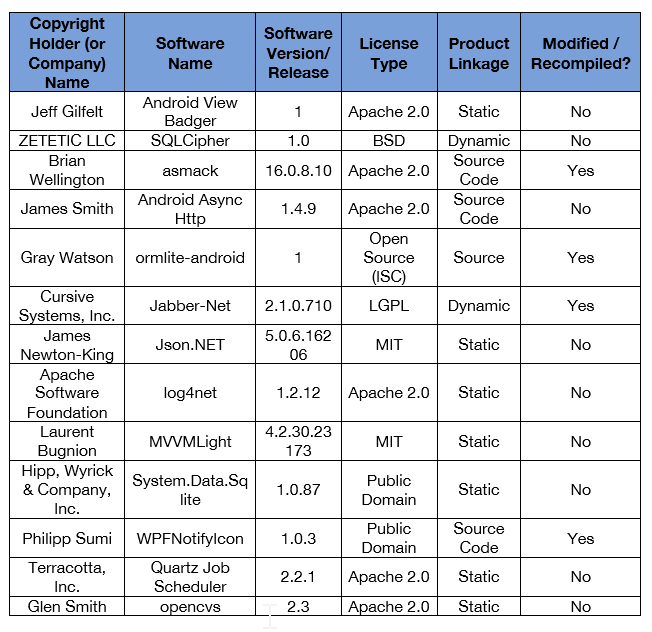 Copyright Holder (or Company) Name | Software Name | Software Version/ Release | License Type | Product Linkage | Modified / Recompiled?
Jeff Gilfelt | Android View Badger | 1 | Apache 2.0 | Static | No
ZETETIC LLC | SQLCipher | 1.0 | BSD | Dynamic | No
Brian Wellington | asmack | 16.0.8.10 | Apache 2.0 | Source Code | Yes
James Smith | Android Async Http | 1.4.9 | Apache 2.0 | Source Code | No
Gray Watson | ormlite-android | 1 | Open Source (ISC) | Source | Yes
Cursive Systems, Inc. | Jabber-Net | 2.1.0.710 | LGPL | Dynamic | Yes
James Newton-King | Json.NET | 5.0.6.16206 | MIT | Static | No
Apache Software Foundation | log4net | 1.2.12 | Apache 2.0 | Static | No
Laurent Bugnion | MVVMLight | 4.2.30.23173 | MIT | Static | No
Hipp, Wyrick & Company, Inc. | System.Data.Sqlite | 1.0.87 | Public Domain | Static | No
Philipp Sumi | WPFNotifyIcon | 1.0.3 | Public Domain | Source Code | Yes
Terracotta, Inc. | Quartz Job Scheduler | 2.2.1 | Apache 2.0 | Static | No
Glen Smith | opencvs | 2.3 | Apache 2.0 | Static | No